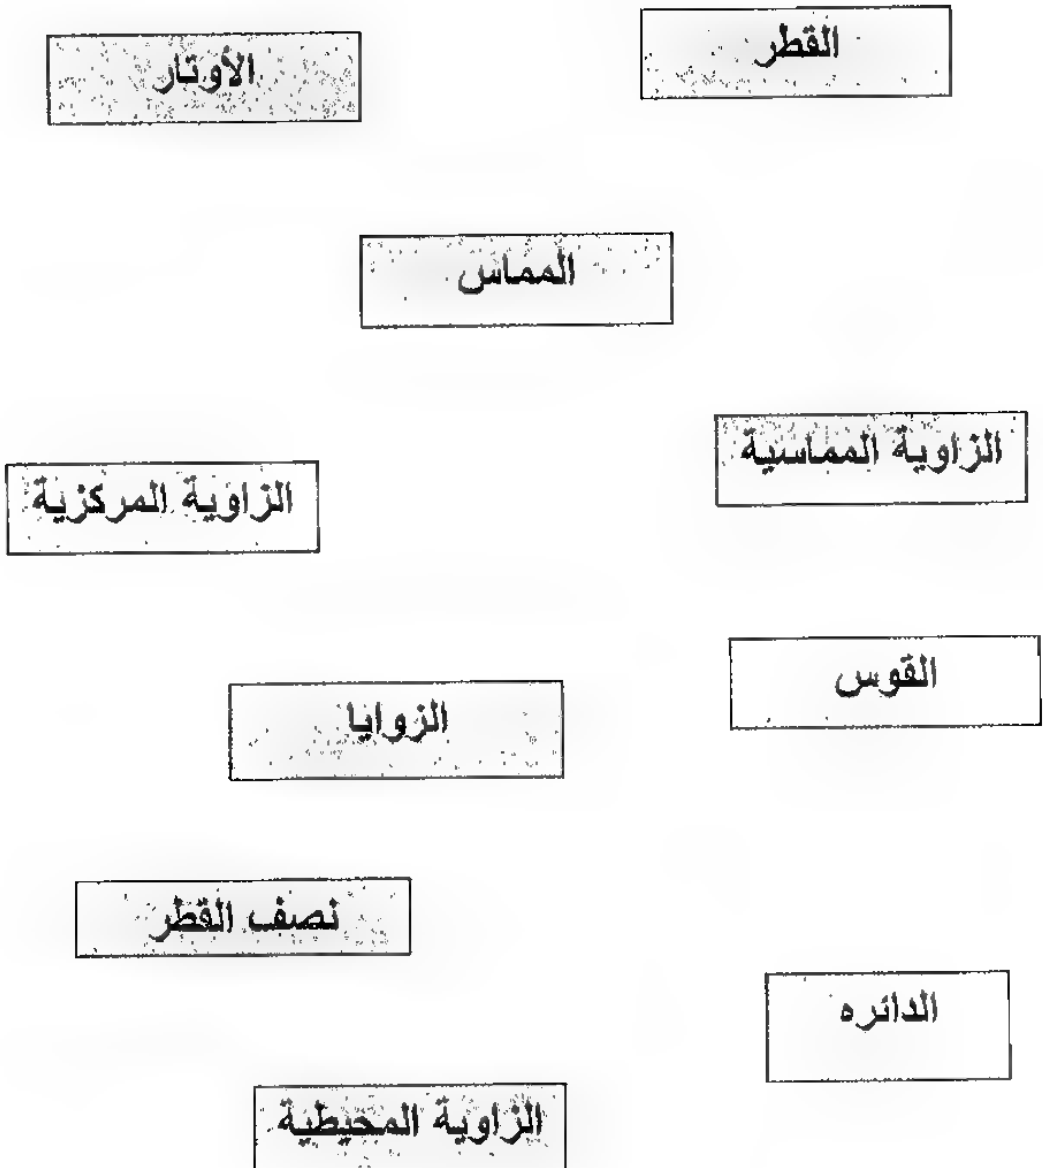 القطر
الأوتار
المماس
الزاوية المماسية
الزاوية المركزية
القوس
الزوايا
نصف القطر
الدائره
الزاوية المحيطية